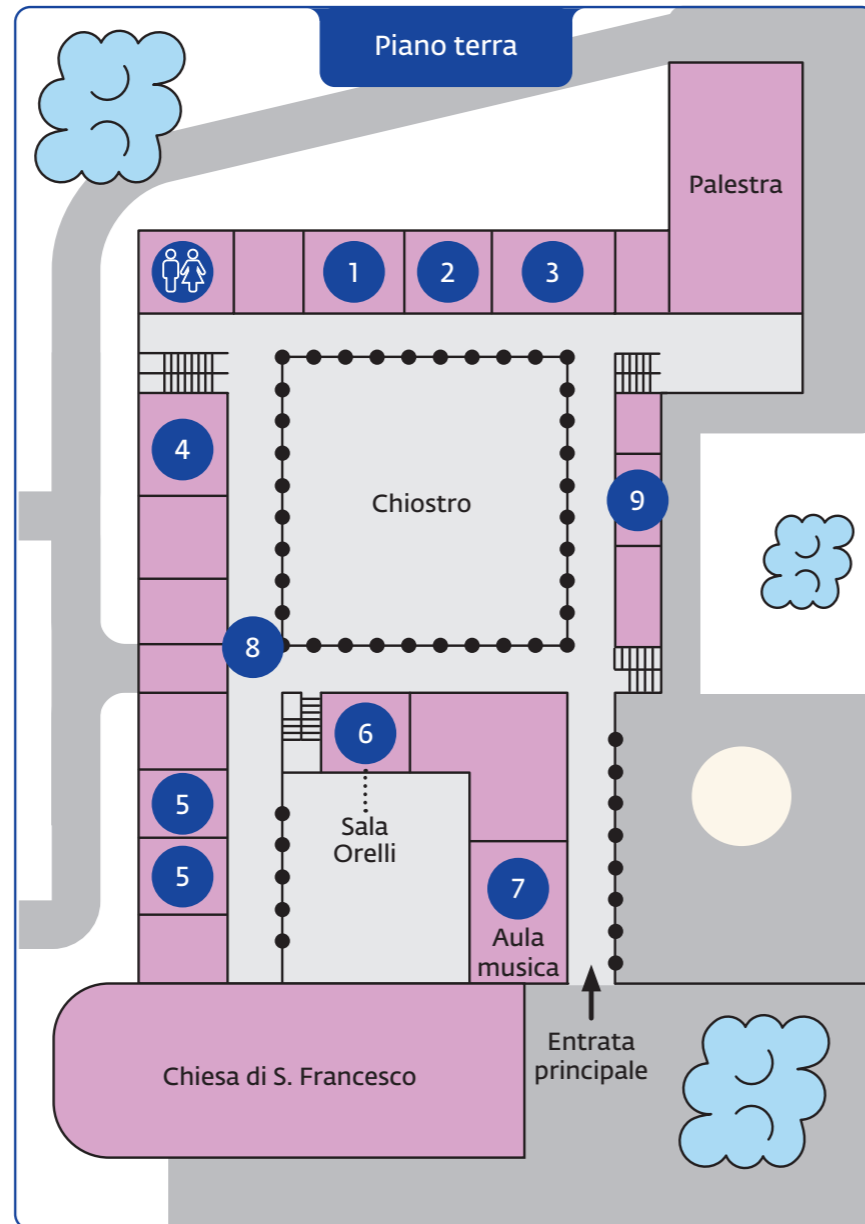 Piano terra
Palestra
1
2
3
4
Chiostro
9
8
6
5
Sala
Orelli
5
7
Aula
musica
Entrata
principale
Chiesa di S. Francesco